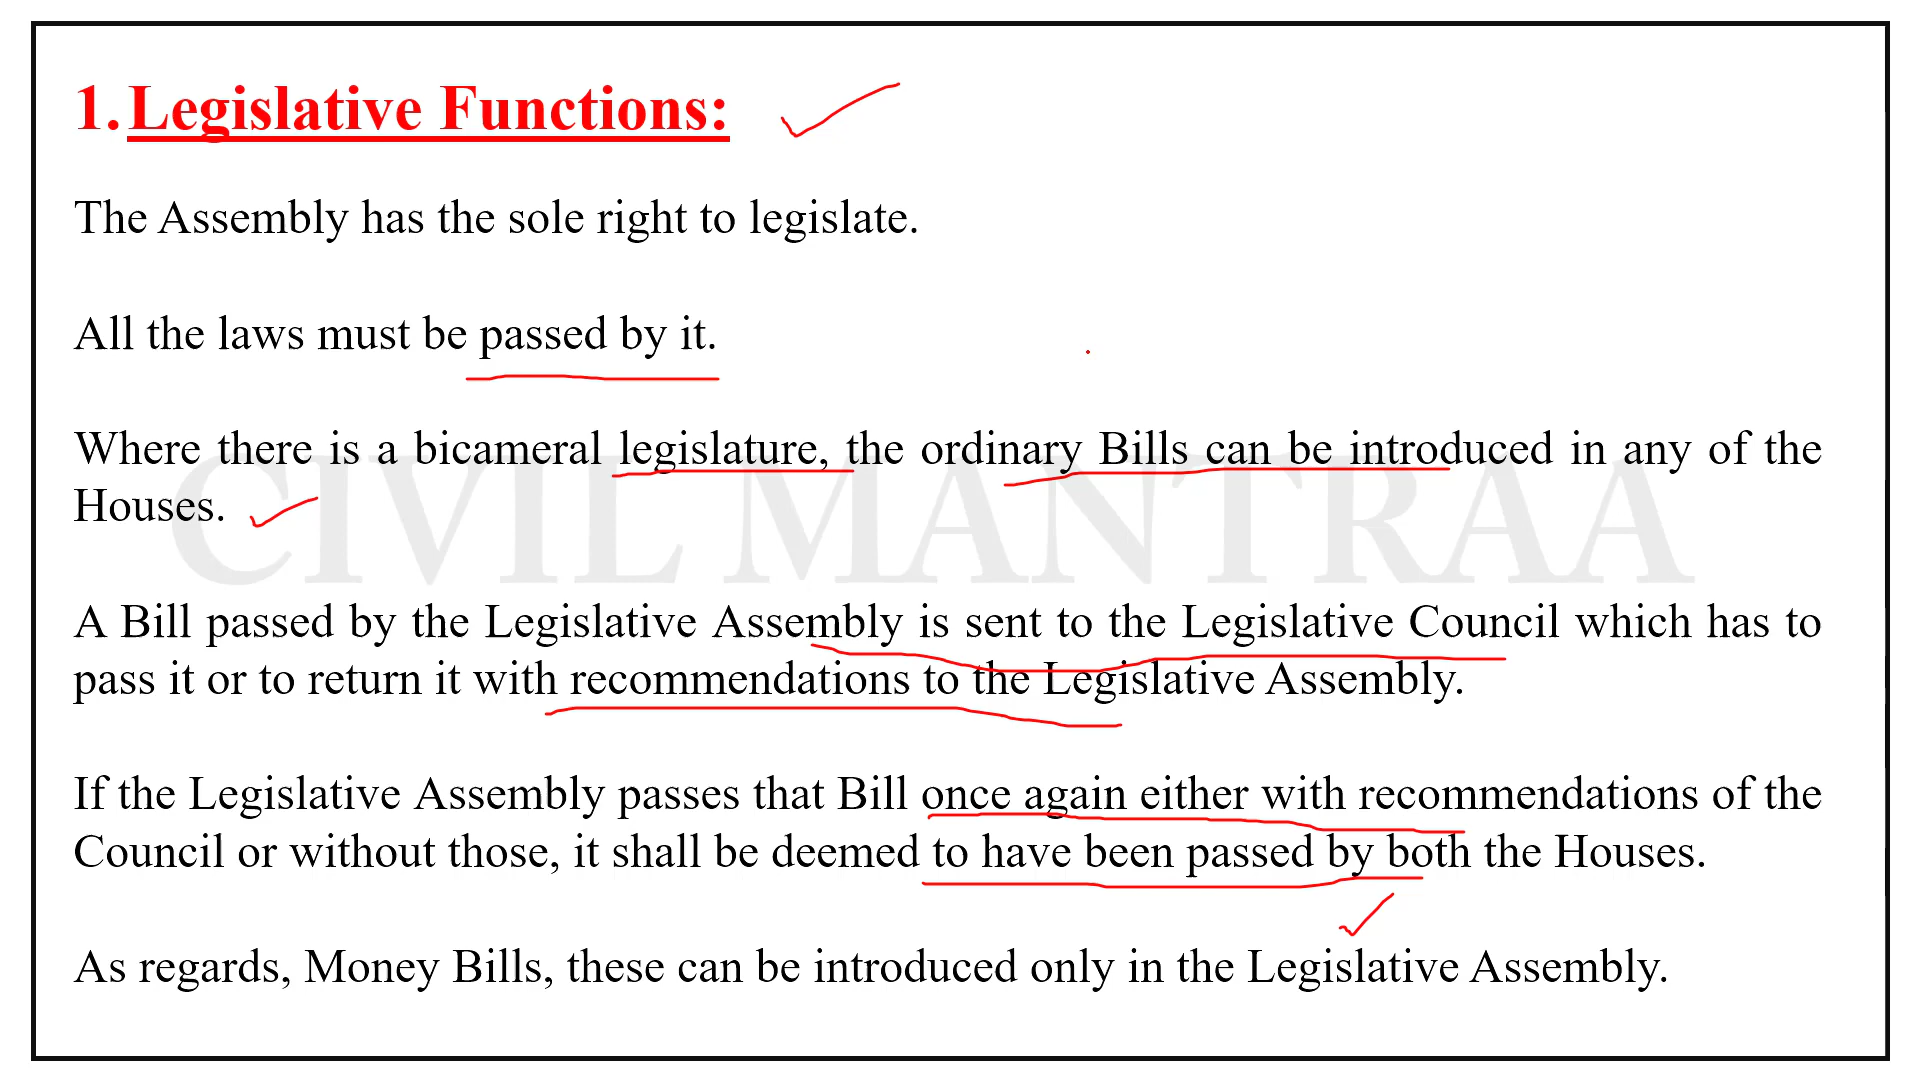 1. Legislative Functions:
The Assembly has the sole right to legislate.
All the laws must be passed by it.
Where there is a bicameral legislature, the ordinary Bills can be introduced in any of the
Houses.
CIVIL MANTRAA
A Bill passed by the Legislative Assembly is sent to the Legislative Council which has to
pass it or to return it with recommendations to the Legislative Assembly.
If the Legislative Assembly passes that Bill once again either with recommendations of the
Council or without those, it shall be deemed to have been passed by both the Houses.
As regards, Money Bills, these can be introduced only in the Legislative Assembly.